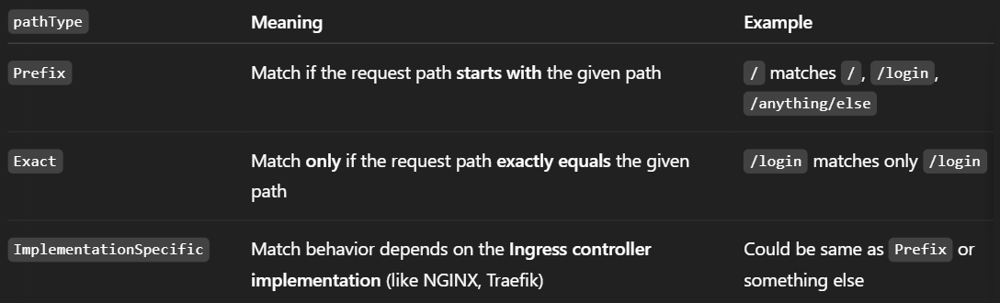 pathType Meaning Example
Prefix Match if the request path starts with the given path / matches /, /login,
/anything/else
Exact Match only if the request path exactly equals the given /login matches only /login
path
ImplementationSpecific Match behavior depends on the Ingress controller Could be same as Prefix or
implementation (like NGINX, Traefik) something else